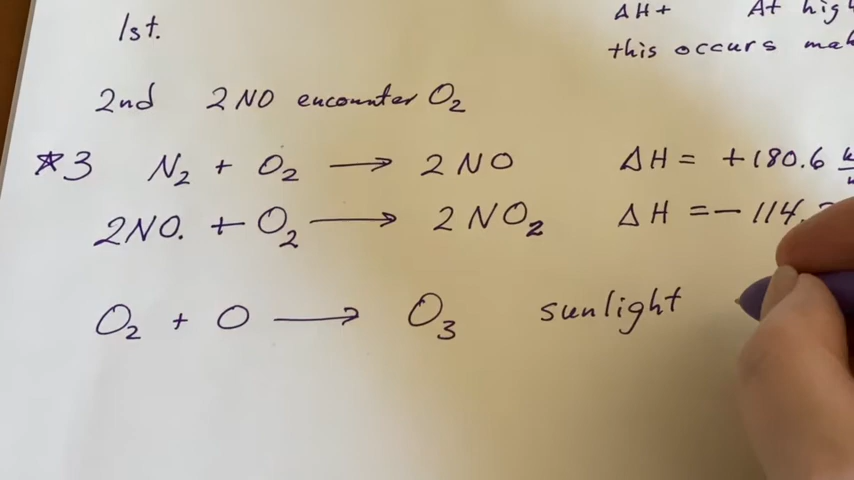 ΔH+ At
this occurs
1st.
2nd 2NO encounter O₂
*3 N₂ + O₂ → 2NO ΔH = +180.6
2NO. + O₂ → 2NO₂ ΔH = -114.
O₂ + O → O₃ sunlight